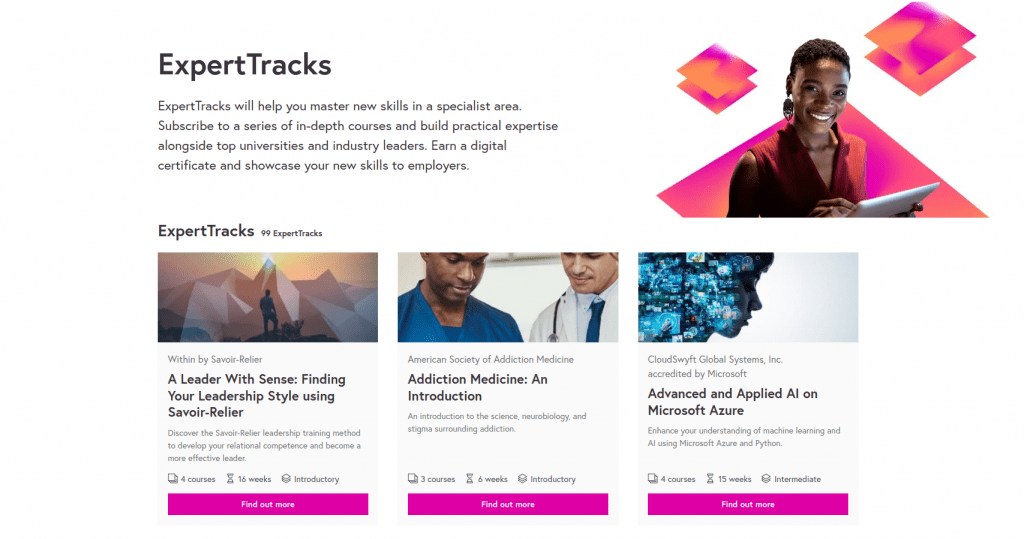 ExpertTracks
ExpertTracks will help you master new skills in a specialist area.
Subscribe to a series of in-depth courses and build practical expertise
alongside top universities and industry leaders. Earn a digital
certificate and showcase your new skills to employers.
ExpertTracks 99 ExpertTracks
Within by Savoir-Relier
A Leader With Sense: Finding
Your Leadership Style using
Savoir-Relier
Discover the Savoir-Relier leadership training method
to develop your relational competence and become a
more effective leader.
4 courses 16 weeks Introductory
Find out more
American Society of Addiction Medicine
Addiction Medicine: An
Introduction
An introduction to the science, neurobiology, and
stigma surrounding addiction.
3 courses 6 weeks Introductory
Find out more
CloudSwyft Global Systems, Inc.
accredited by Microsoft
Advanced and Applied AI on
Microsoft Azure
Enhance your understanding of machine learning and
AI using Microsoft Azure and Python.
4 courses 15 weeks Intermediate
Find out more